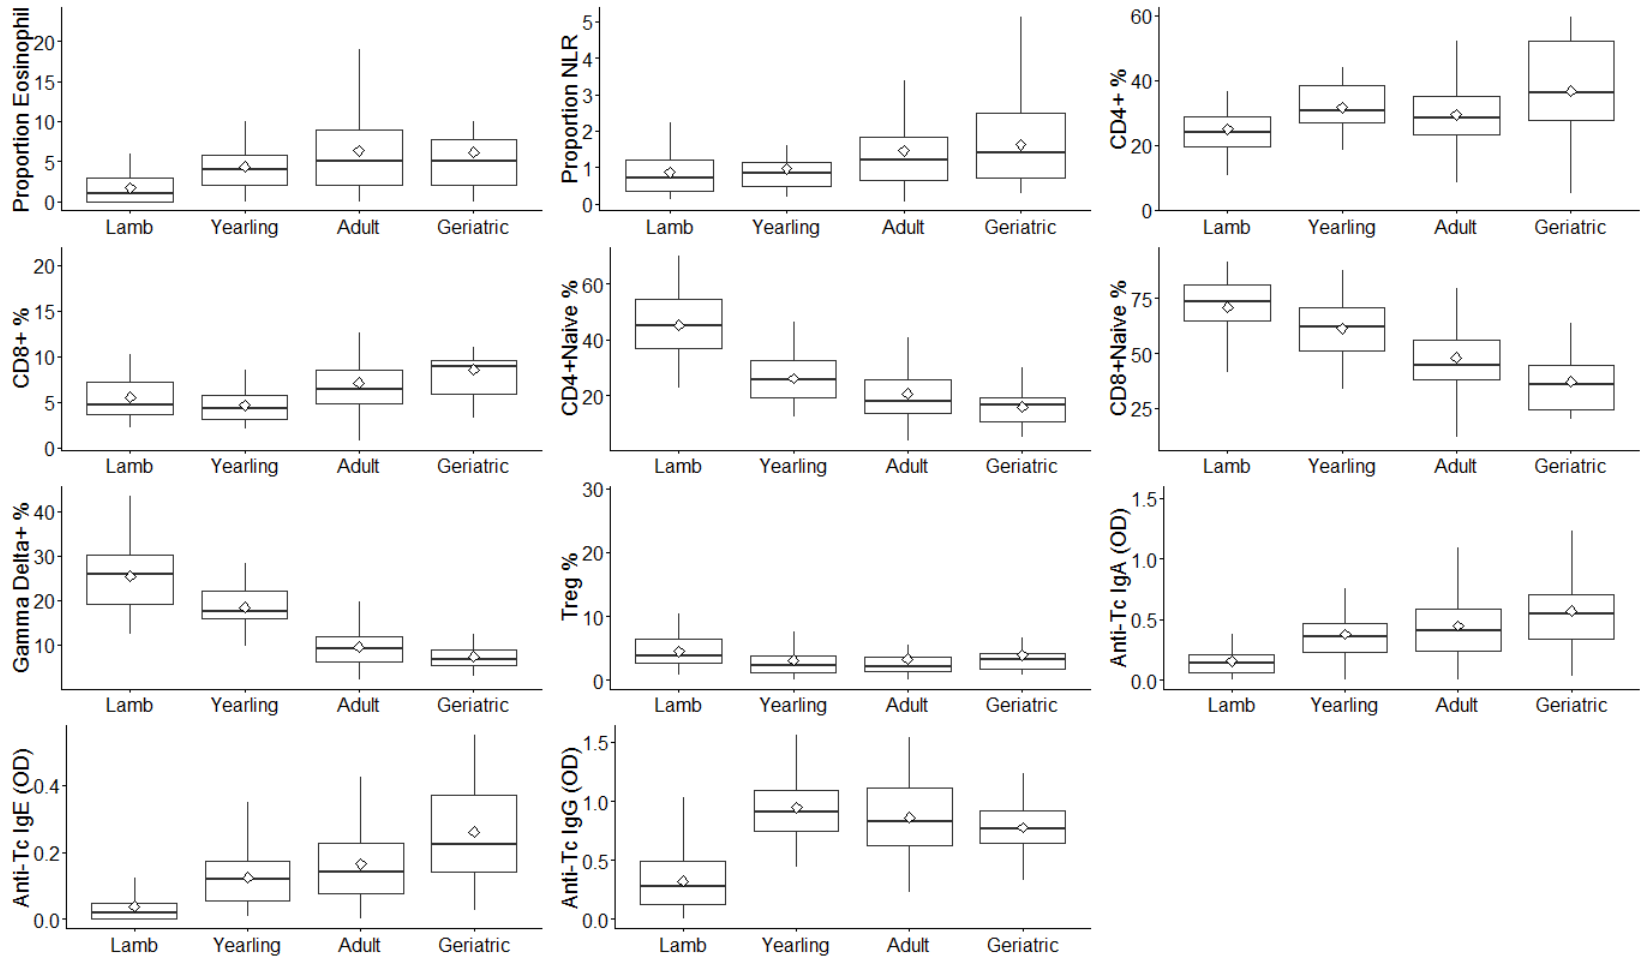 Proportion Eosinophil
20
15
10
5
0
Lamb Yearling Adult Geriatric
Proportion NLR
5
4
3
2
1
0
Lamb Yearling Adult Geriatric
CD4+ %
60
40
20
0
Lamb Yearling Adult Geriatric
CD8+ %
20
15
10
5
0
Lamb Yearling Adult Geriatric
CD4+Naive %
60
40
20
Lamb Yearling Adult Geriatric
CD8+Naive %
75
50
25
Lamb Yearling Adult Geriatric
Gamma Delta+ %
40
30
20
10
Lamb Yearling Adult Geriatric
Treg %
30
20
10
0
Lamb Yearling Adult Geriatric
Anti-Tc IgA (OD)
1.5
1.0
0.5
0.0
Lamb Yearling Adult Geriatric
Anti-Tc IgE (OD)
0.4
0.2
0.0
Lamb Yearling Adult Geriatric
Anti-Tc IgG (OD)
1.5
1.0
0.5
0.0
Lamb Yearling Adult Geriatric